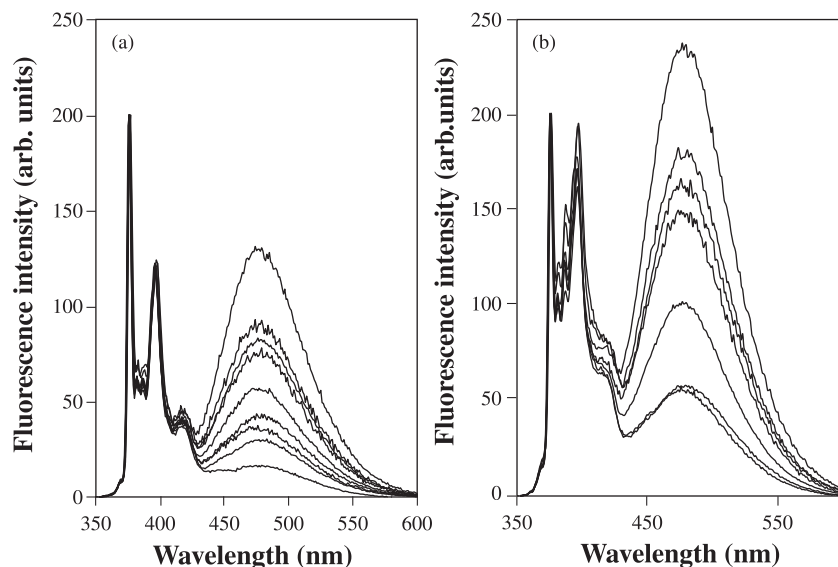 (a)
Fluorescence intensity (arb. units)
250
200
150
100
50
0
350 400 450 500 550 600
Wavelength (nm)
(b)
Fluorescence intensity (arb.units)
250
200
150
100
50
0
350 450 550
Wavelength (nm)